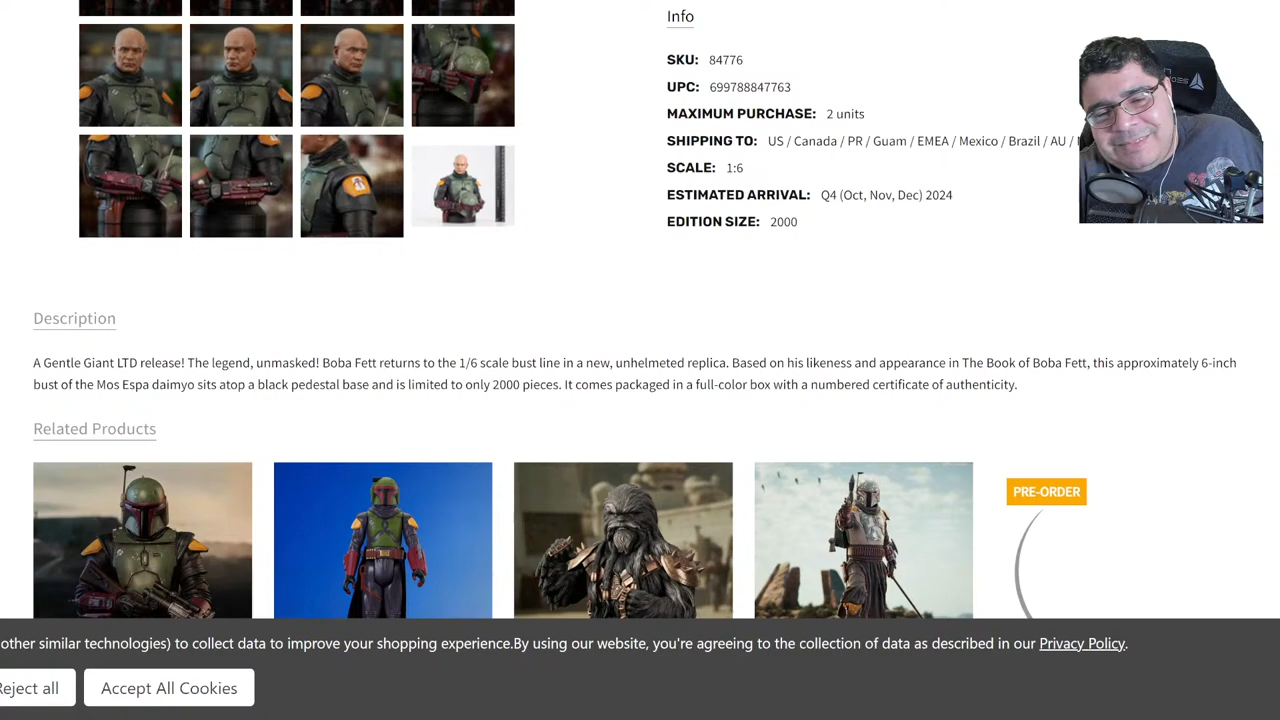 Info
SKU: 84776
UPC: 699788847763
MAXIMUM PURCHASE: 2 units
SHIPPING TO: US / Canada / PR / Guam / EMEA / Mexico / Brazil / AU /
SCALE: 1:6
ESTIMATED ARRIVAL: Q4 (Oct, Nov, Dec) 2024
EDITION SIZE: 2000
Description
A Gentle Giant LTD release! The legend, unmasked! Boba Fett returns to the 1/6 scale bust line in a new, unhelmeted replica. Based on his likeness and appearance in The Book of Boba Fett, this approximately 6-inch
bust of the Mos Espa daimyo sits atop a black pedestal base and is limited to only 2000 pieces. It comes packaged in a full-color box with a numbered certificate of authenticity.
Related Products
PRE-ORDER
other similar technologies) to collect data to improve your shopping experience.By using our website, you're agreeing to the collection of data as described in our Privacy Policy.
Reject all
Accept All Cookies